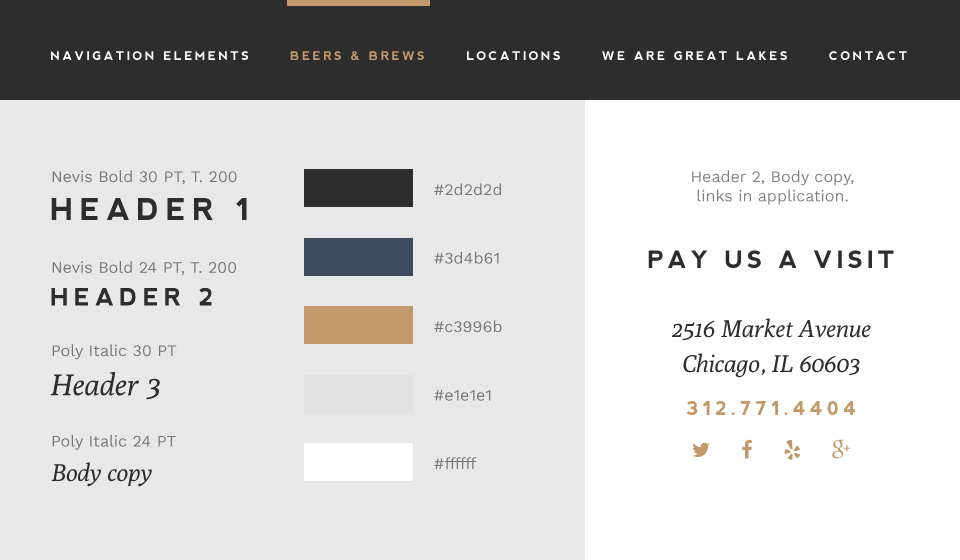 NAVIGATION ELEMENTS BEERS & BREWS LOCATIONS WE ARE GREAT LAKES CONTACT
Nevis Bold 30 PT, T. 200
HEADER 1
Nevis Bold 24 PT, T. 200
HEADER 2
Poly Italic 30 PT
Header 3
Poly Italic 24 PT
Body copy
#2d2d2d
#3d4b61
#c3996b
#e1e1e1
#ffffff
Header 2, Body copy,
links in application.
PAY US A VISIT
2516 Market Avenue
Chicago, IL 60603
312.771.4404
g+